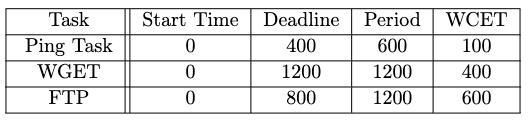 Task Start Time Deadline Period WCET
Ping Task 0 400 600 100
WGET 0 1200 1200 400
FTP 0 800 1200 600